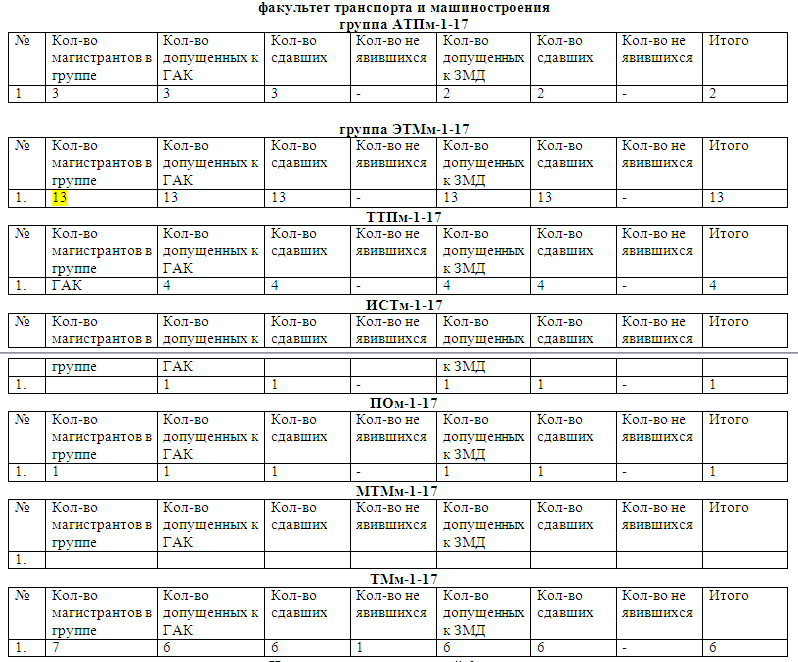 факультет транспорта и машиностроения
группа АТПм-1-17
№ Кол-во Кол-во Кол-во Кол-во не Кол-во Кол-во Кол-во не Итого
магистрантов в допущенных к сдавших явившихся допущенных сдавших явившихся
группе ГАК к ЗМД
1 3 3 3 - 2 2 - 2
группа ЭТМм-1-17
№ Кол-во Кол-во Кол-во Кол-во не Кол-во Кол-во Кол-во не Итого
магистрантов в допущенных к сдавших явившихся допущенных сдавших явившихся
группе ГАК к ЗМД
1. 13 13 13 - 13 13 - 13
ТТПм-1-17
№ Кол-во Кол-во Кол-во Кол-во не Кол-во Кол-во Кол-во не Итого
магистрантов в допущенных к сдавших явившихся допущенных сдавших явившихся
группе ГАК к ЗМД
1. ГАК 4 4 - 4 4 - 4
ИСТм-1-17
№ Кол-во Кол-во Кол-во Кол-во не Кол-во Кол-во Кол-во не Итого
магистрантов в допущенных к сдавших явившихся допущенных сдавших явившихся
группе ГАК к ЗМД
1. 1 1 - 1 1 - 1
ПОм-1-17
№ Кол-во Кол-во Кол-во Кол-во не Кол-во Кол-во Кол-во не Итого
магистрантов в допущенных к сдавших явившихся допущенных сдавших явившихся
группе ГАК к ЗМД
1. 1 1 1 - 1 1 - 1
МТМм-1-17
№ Кол-во Кол-во Кол-во Кол-во не Кол-во Кол-во Кол-во не Итого
магистрантов в допущенных к сдавших явившихся допущенных сдавших явившихся
группе ГАК к ЗМД
1.
ТМм-1-17
№ Кол-во Кол-во Кол-во Кол-во не Кол-во Кол-во Кол-во не Итого
магистрантов в допущенных к сдавших явившихся допущенных сдавших явившихся
группе ГАК к ЗМД
1. 7 6 6 1 6 6 - 6